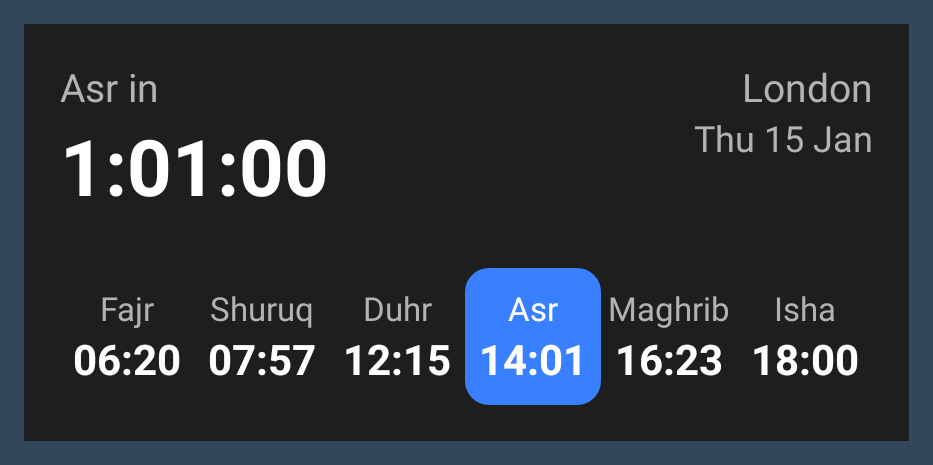 Asr in
1:01:00
London
Thu 15 Jan
Fajr Shuruq Duhr Asr Maghrib Isha
06:20 07:57 12:15 14:01 16:23 18:00